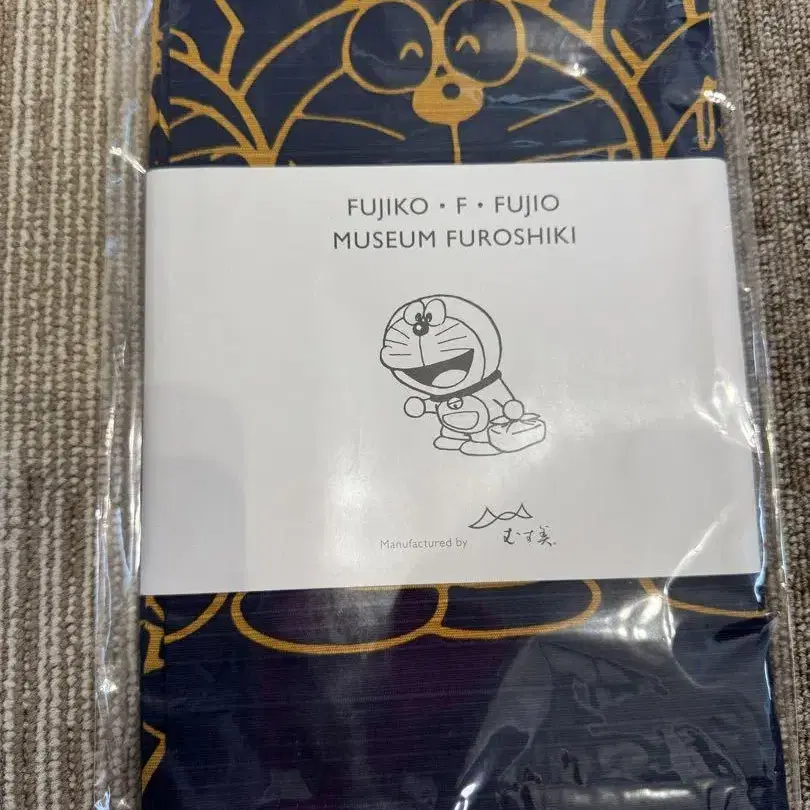 FUJIKO・F・FUJIO
MUSEUM FUROSHIKI
Manufactured by むす美